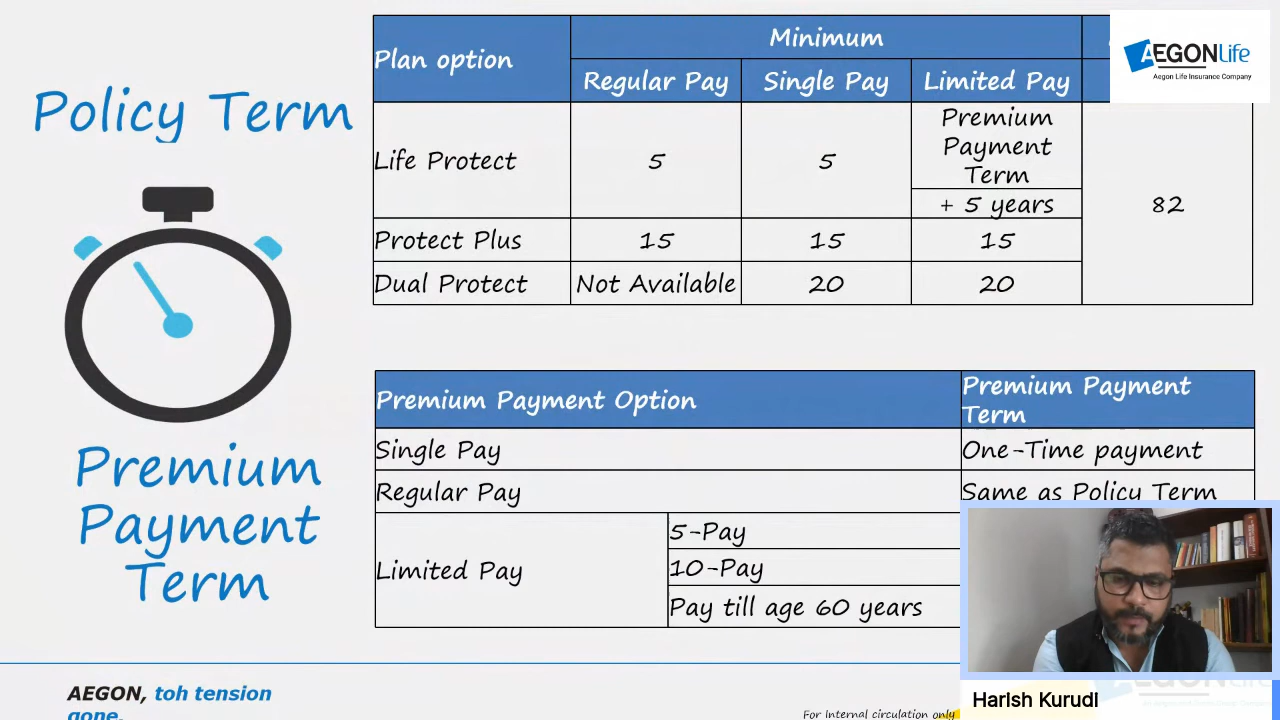 Policy Term
Plan option
Minimum
Regular Pay
Single Pay
Limited Pay
AEGON Life
Aegon Life Insurance Company
Life Protect
5
5
Premium
Payment
Term
+ 5 years
82
Protect Plus
15
15
15
Dual Protect
Not Available
20
20
Premium
Payment
Term
Premium Payment Option
Premium Payment
Term
Single Pay
One-Time payment
Regular Pay
Same as Policy Term
Limited Pay
5-Pay
10-Pay
Pay till age 60 years
AEGON, toh tension
gone.
For Internal circulation only
Harish Kurudi
AEGON Life